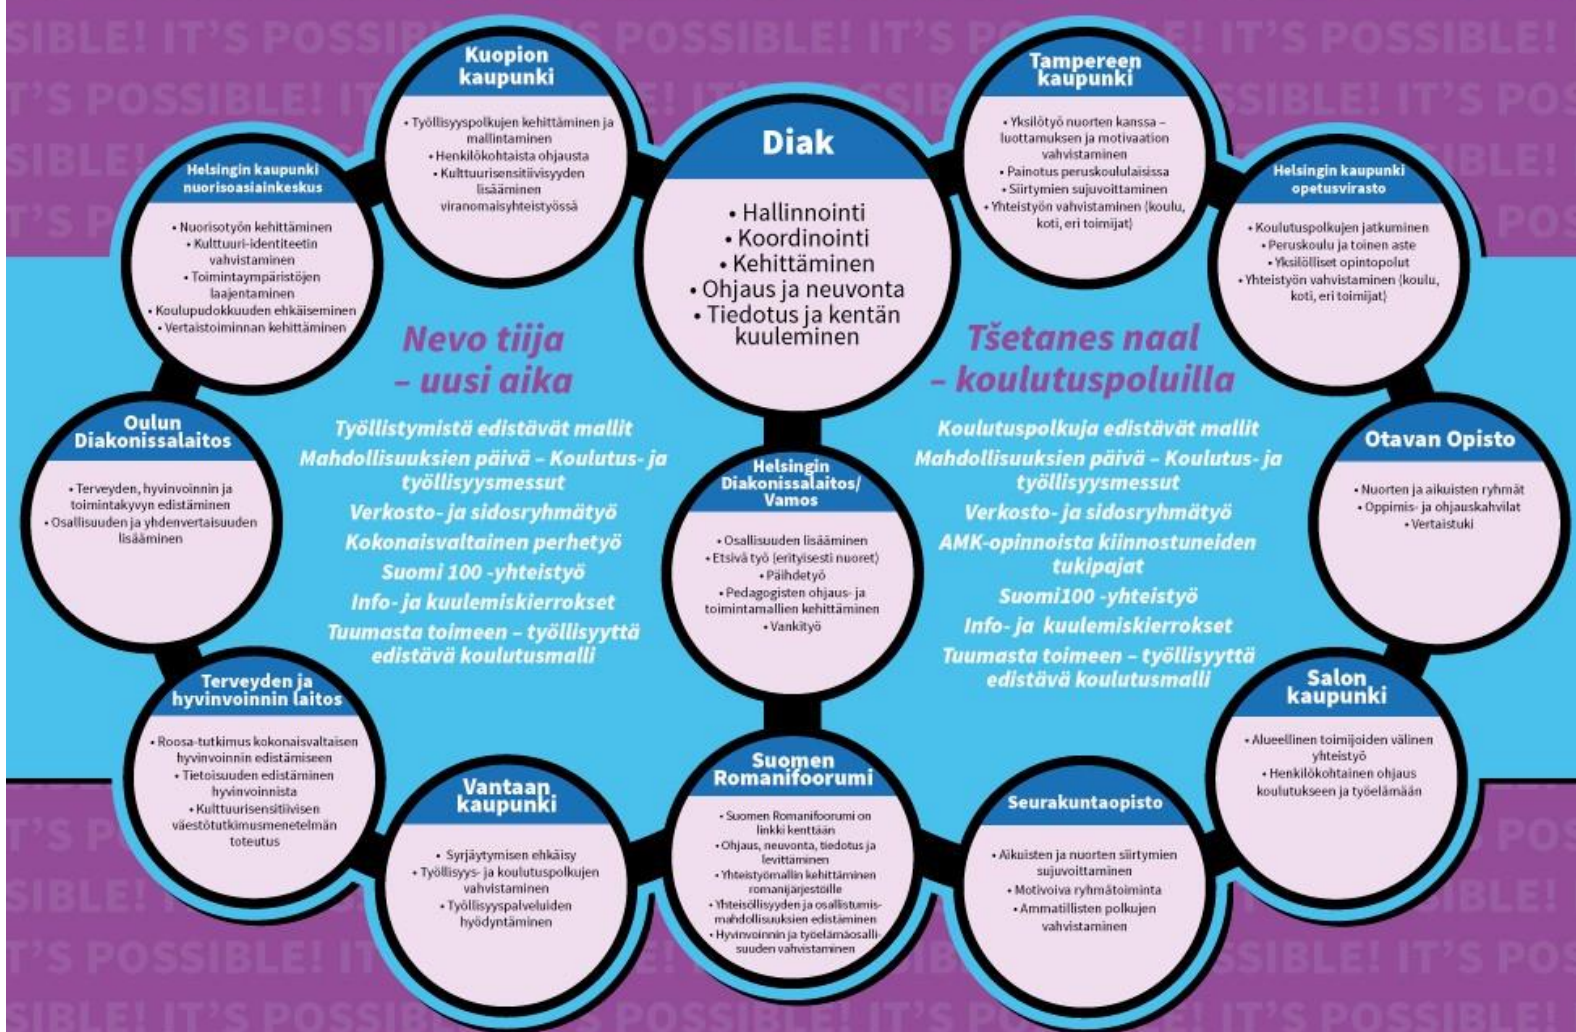 SIBLE! IT'S POSSIBLE! IT'S POSSIBLE! IT'S POSSIBLE!
Kuopion
kaupunki
• Työllisyyspolkujen kehittäminen ja
mallintaminen
• Henkilökohtaista ohjausta
• Kulttuurisensitiivisyyden
lisääminen
viranomaisyhteistyössä
Diak
• Hallinnointi
• Koordinointi
• Kehittäminen
• Ohjaus ja neuvonta
• Tiedotus ja kentän
kuuleminen
Tampereen
kaupunki
• Yksilötyö nuorten kanssa –
luottamuksen ja motivaation
vahvistaminen
• Painotus peruskoululaisissa
• Siirtymien sujuvoittaminen
• Yhteistyön vahvistaminen (koulu,
koti, eri toimijat)
Helsingin kaupunki
nuorisoasiainkeskus
• Nuorisotyön kehittäminen
• Kulttuuri-identiteetin
vahvistaminen
• Toimintaympäristöjen
laajentaminen
• Koulupudokkuuden ehkäiseminen
• Vertaistoiminnan kehittäminen
Helsingin kaupunki
opetusvirasto
• Koulutuspolkujen jatkuminen
• Peruskoulu ja toinen aste
• Yksilölliset opintopolut
• Yhteistyön vahvistaminen (koulu,
koti, eri toimijat)
Nevo tiija
– uusi aika
Työllistymistä edistävät mallit
Mahdollisuuksien päivä – Koulutus- ja
työllisyysmessut
Verkosto- ja sidosryhmätyö
Kokonaisvaltainen perhetyö
Suomi 100 -yhteistyö
Info- ja kuulemiskierrokset
Tuumasta toimeen – työllisyyttä
edistävä koulutusmalli
Tšetanes naal
– koulutuspoluilla
Koulutuspolkuja edistävät mallit
Mahdollisuuksien päivä – Koulutus- ja
työllisyysmessut
Verkosto- ja sidosryhmätyö
AMK-opinnoista kiinnostuneiden
tukipajat
Suomi100 -yhteistyö
Info- ja kuulemiskierrokset
Tuumasta toimeen – työllisyyttä
edistävä koulutusmalli
Oulun
Diakonissalaitos
• Terveyden, hyvinvoinnin ja
toimintakyvyn edistäminen
• Osallisuuden ja yhdenvertaisuuden
lisääminen
Helsingin
Diakonissalaitos/
Vamos
• Osallisuuden lisääminen
• Etsivä työ (erityisesti nuoret)
• Päihdetyö
• Pedagogisten ohjaus- ja
toimintamallien kehittäminen
• Vankityö
Otavan Opisto
• Nuorten ja aikuisten ryhmät
• Oppimis- ja ohjauskahvilat
• Vertaistuki
Terveyden ja
hyvinvoinnin laitos
• Roosa-tutkimus kokonaisvaltaisen
hyvinvoinnin edistämiseen
• Tietoisuuden edistäminen
hyvinvoinnista
• Kulttuurisensitiivisen
väestötutkimusmenetelmän
toteutus
Vantaan
kaupunki
• Syrjäytymisen ehkäisy
• Työllisyys- ja koulutuspolkujen
vahvistaminen
• Työllisyyspalveluiden
hyödyntäminen
Suomen
Romanifoorumi
• Suomen Romanifoorumi on
linkki kenttään
• Ohjaus, neuvonta, tiedotus ja
levittäminen
• Yhteistyömallin kehittäminen
romanijärjestöille
• Yhteisöllisyyden ja osallistumis-
mahdollisuuksien edistäminen
• Hyvinvoinnin ja työelämäosalli-
suuden vahvistaminen
Seurakuntaopisto
• Aikuisten ja nuorten siirtymien
sujuvoittaminen
• Motivoiva ryhmätoiminta
• Ammatillisten polkujen
vahvistaminen
Salon
kaupunki
• Alueellinen toimijoiden välinen
yhteistyö
• Henkilökohtainen ohjaus
koulutukseen ja työelämään